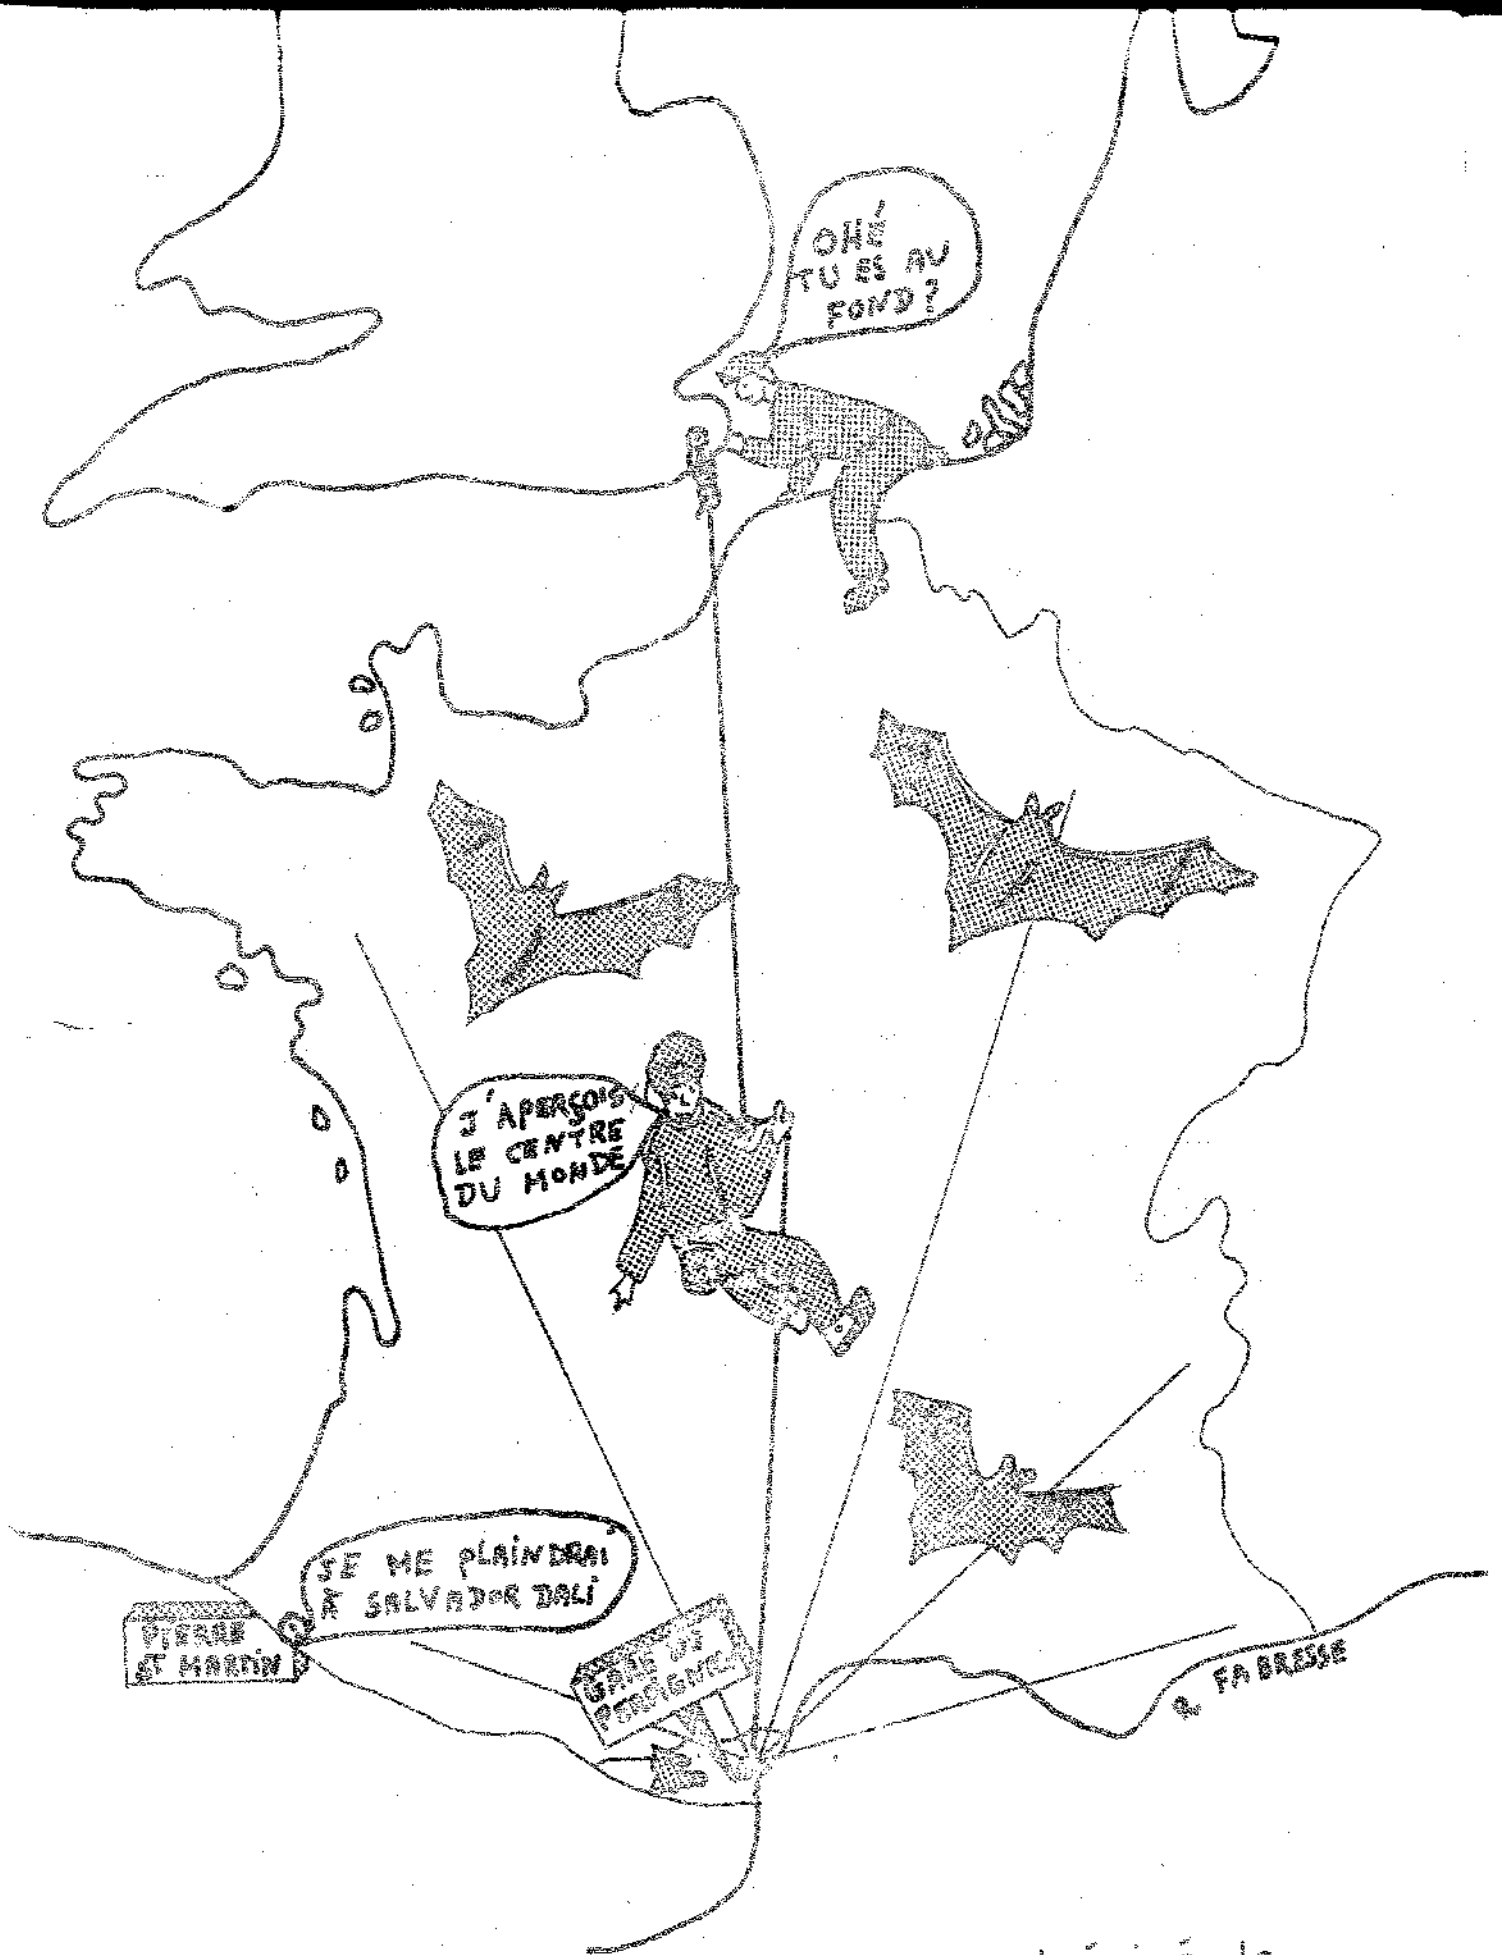 OHÉ
TU ES AU
FOND?
J'APERÇOIS
LE CENTRE
DU MONDE
JE ME PLAINDRAI
À SALVADOR DALI
PIERRE
ST MARTIN
GARE DE
PERPIGNAN
R FABRESSE